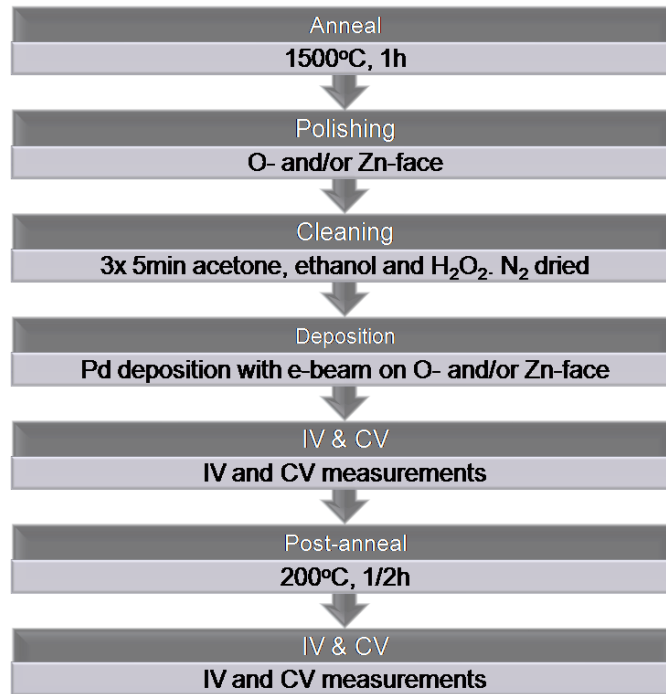 Anneal
1500°C, 1h
Polishing
O- and/or Zn-face
Cleaning
3x 5min acetone, ethanol and H₂O₂. N₂ dried
Deposition
Pd deposition with e-beam on O- and/or Zn-face
IV & CV
IV and CV measurements
Post-anneal
200°C, 1/2h
IV & CV
IV and CV measurements